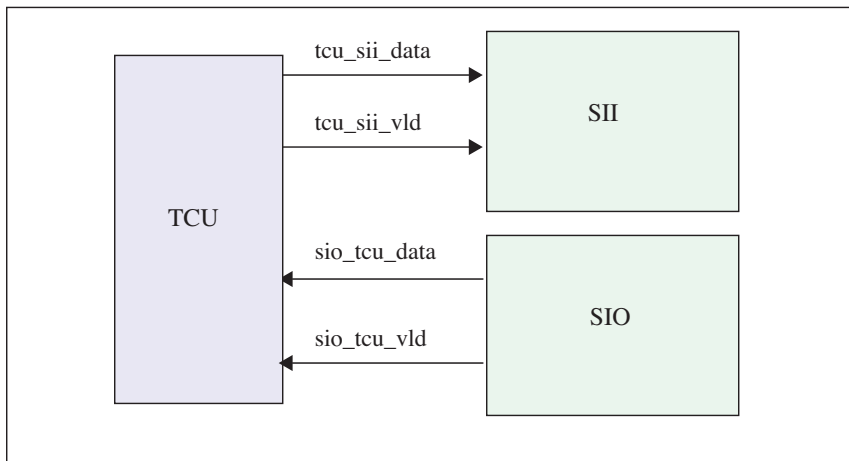 tcu_sii_data
SII
tcu_sii_vld
TCU
sio_tcu_data
SIO
sio_tcu_vld